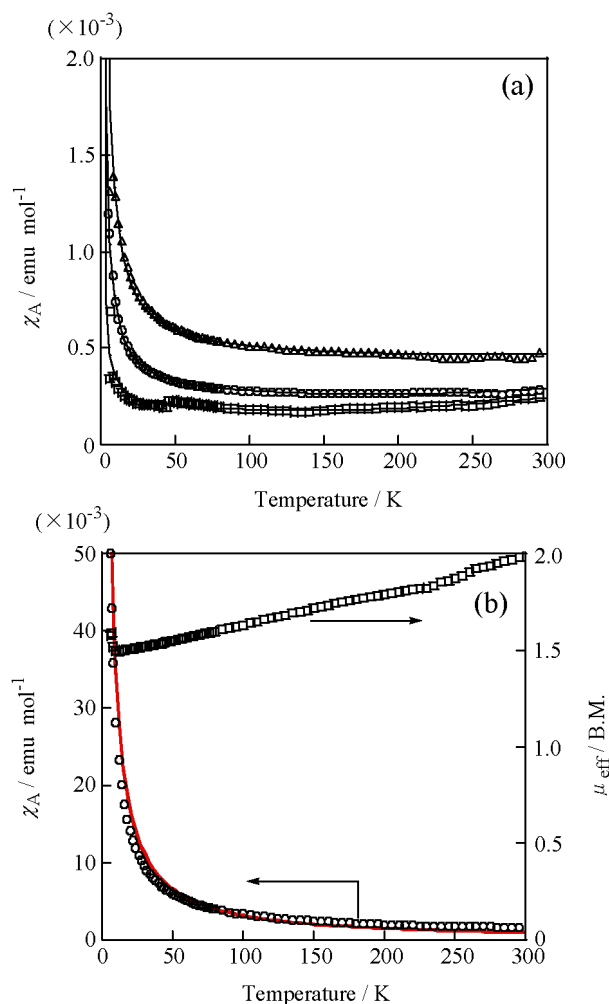 (×10⁻³)
2.0
(a)
1.5
1.0
0.5
0
χA / emu mol⁻¹
0 50 100 150 200 250 300
Temperature / K
(×10⁻³)
50 2.0
(b)
40 1.5
30 1.0
20 0.5
10
0 0
χA / emu mol⁻¹
μeff / B.M.
0 50 100 150 200 250 300
Temperature / K